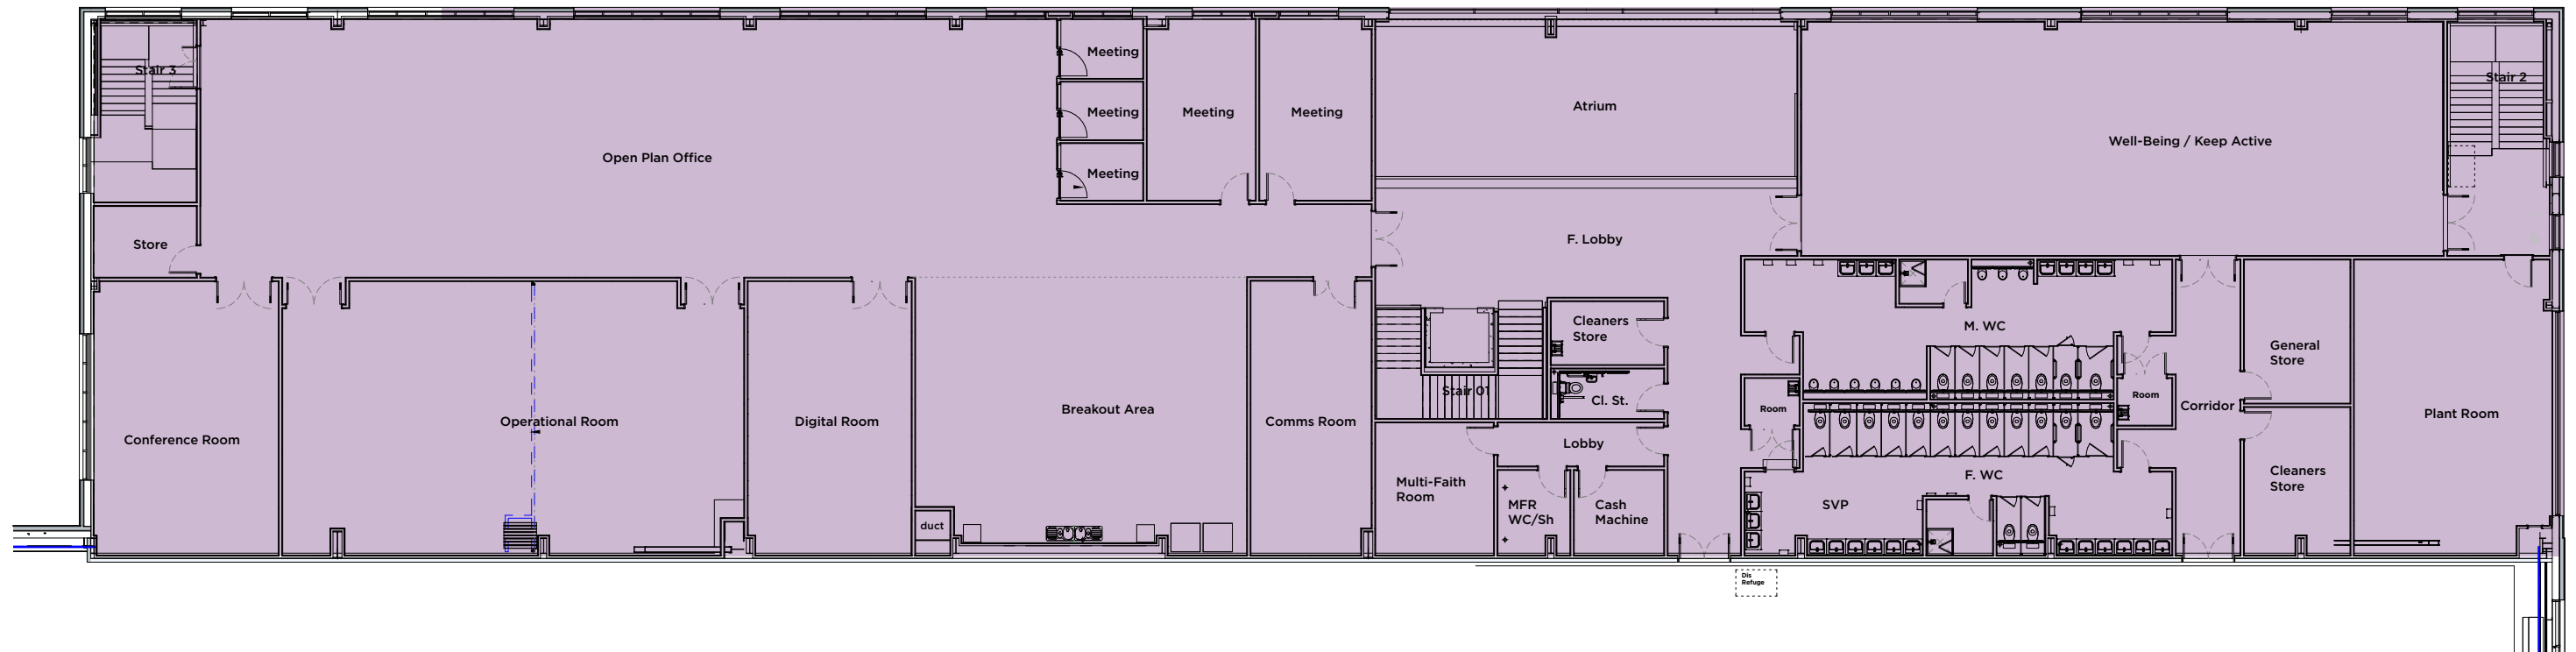 Stair 3
Meeting
Meeting
Meeting
Meeting
Meeting
Atrium
Stair 2
Open Plan Office
Well-Being / Keep Active
Store
F. Lobby
Conference Room
Operational Room
Digital Room
Breakout Area
duct
Comms Room
Stair 01
Cleaners
Store
Cl. St.
Lobby
Multi-Faith
Room
MFR
WC/Sh
Cash
Machine
M. WC
Room
Room
F. WC
SVP
Corridor
General
Store
Cleaners
Store
Plant Room
Dis
Refuge